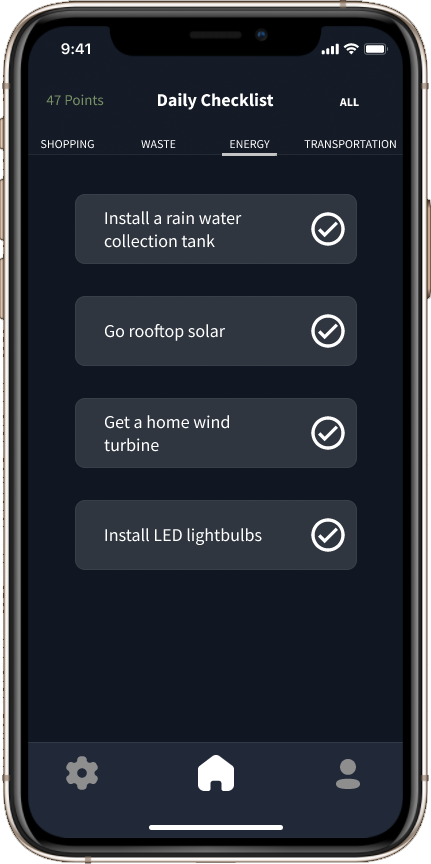 9:41
47 Points
Daily Checklist
ALL
SHOPPING
WASTE
ENERGY
TRANSPORTATION
Install a rain water
collection tank
Go rooftop solar
Get a home wind
turbine
Install LED lightbulbs